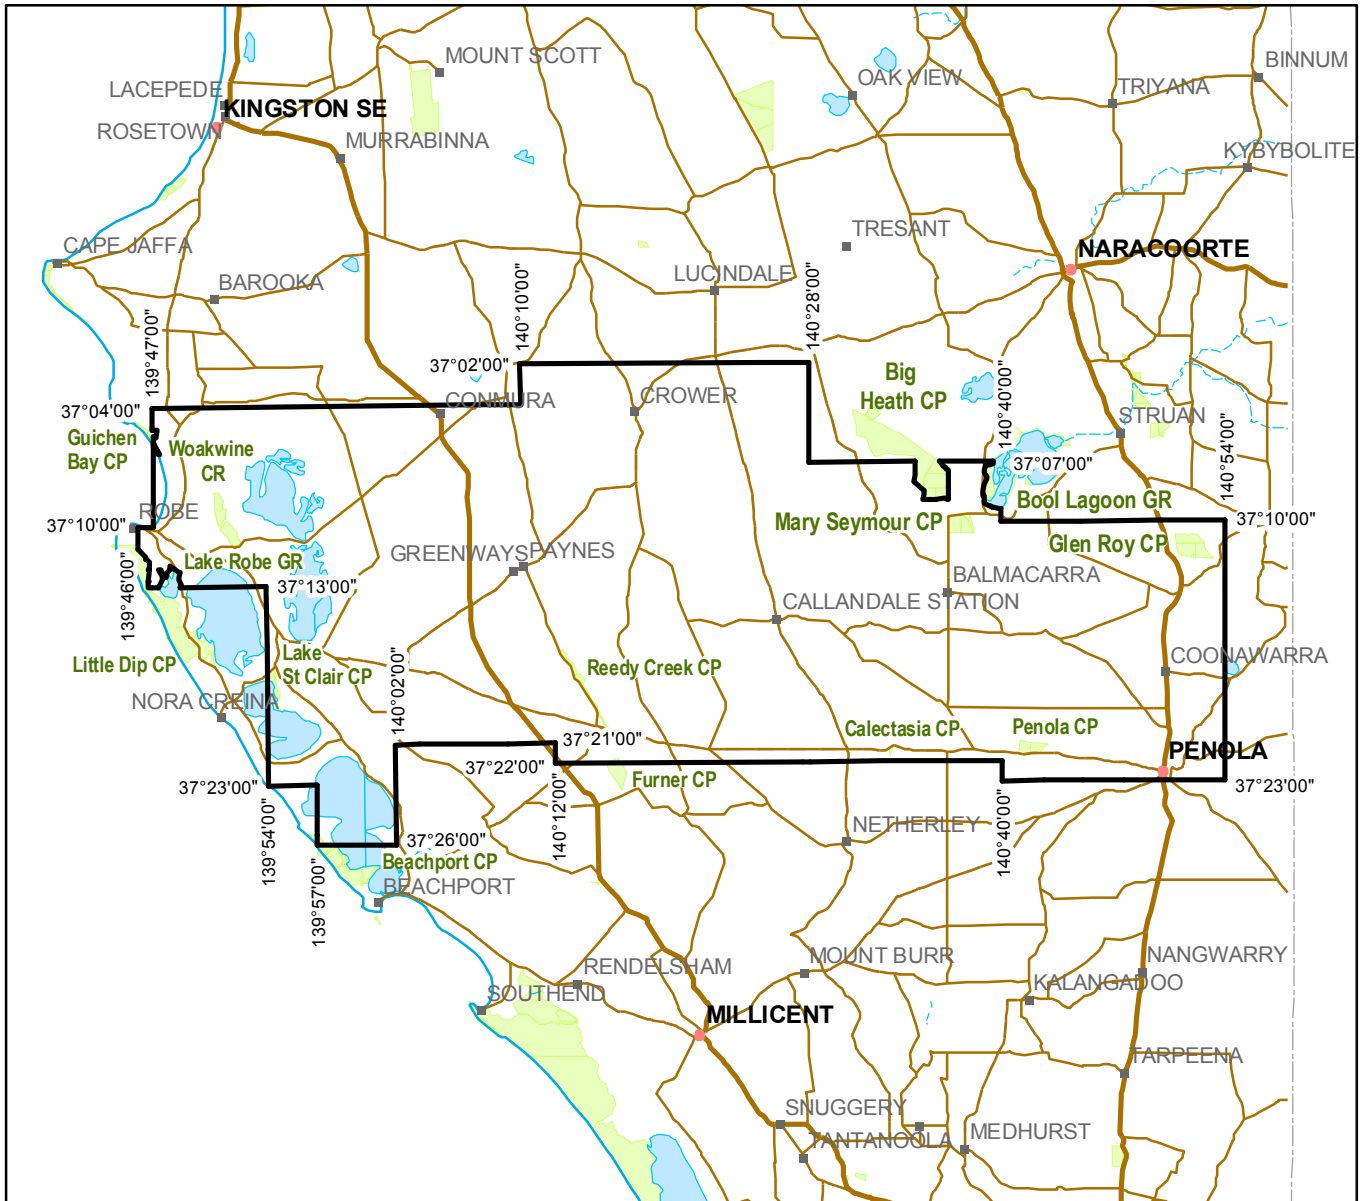 MOUNT SCOTT
BINNUM
OAK VIEW
TRIYANA
LACEPEDE
KINGSTON SE
ROSETOWN
MURRABINNA
KYBYBOLITE
TRESANT
CAPE JAFFA
NARACOORTE
LUCINDALE
BAROOKA
139°47'00"
140°10'00"
140°28'00"
37°02'00"
Big
Heath CP
140°40'00"
CROWER
CONMURA
37°04'00"
STRUAN
Guichen
Bay CP
Woakwine
CR
140°54'00"
37°07'00"
Bool Lagoon GR
Mary Seymour CP
37°10'00"
ROBE
37°10'00"
Glen Roy CP
GREENWAYS
PAYNES
Lake Robe GR
139°46'00"
37°13'00"
BALMACARRA
CALLANDALE STATION
Little Dip CP
Lake
St Clair CP
140°02'00"
Reedy Creek CP
COONAWARRA
NORA CREINA
Calectasia CP
Penola CP
37°21'00"
PENOLA
37°22'00"
Furner CP
37°23'00"
37°23'00"
139°54'00"
140°12'00"
140°40'00"
NETHERLEY
37°26'00"
Beachport CP
139°57'00"
BEACHPORT
MOUNT BURR
NANGWARRY
RENDELSHAM
KALANGADOO
SOUTHEND
MILLICENT
TARPEENA
SNUGGERY
TANTANOOLA
MEDHURST